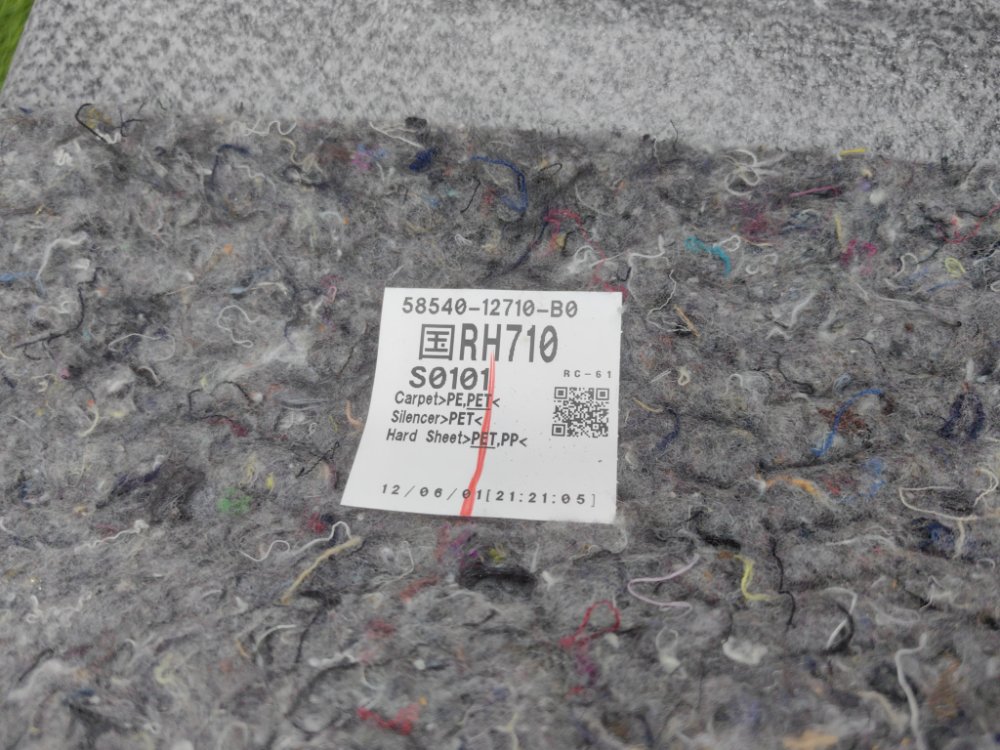 58540-12710-B0
国RH710
S0101
RC-61
Carpet>PE,PET<
Silencer>PET<
Hard Sheet>PET,PP<
12/06/01[21:21:05]